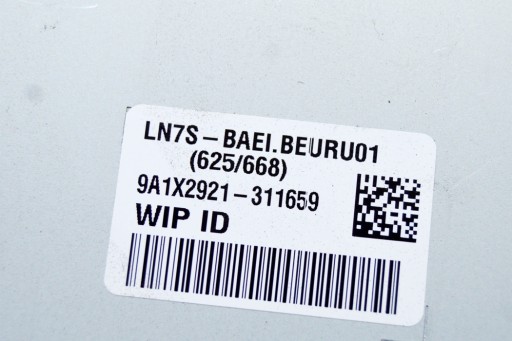 LN7S-BAEI.BEURU01
(625/668)
9A1X2921-311659
WIP ID